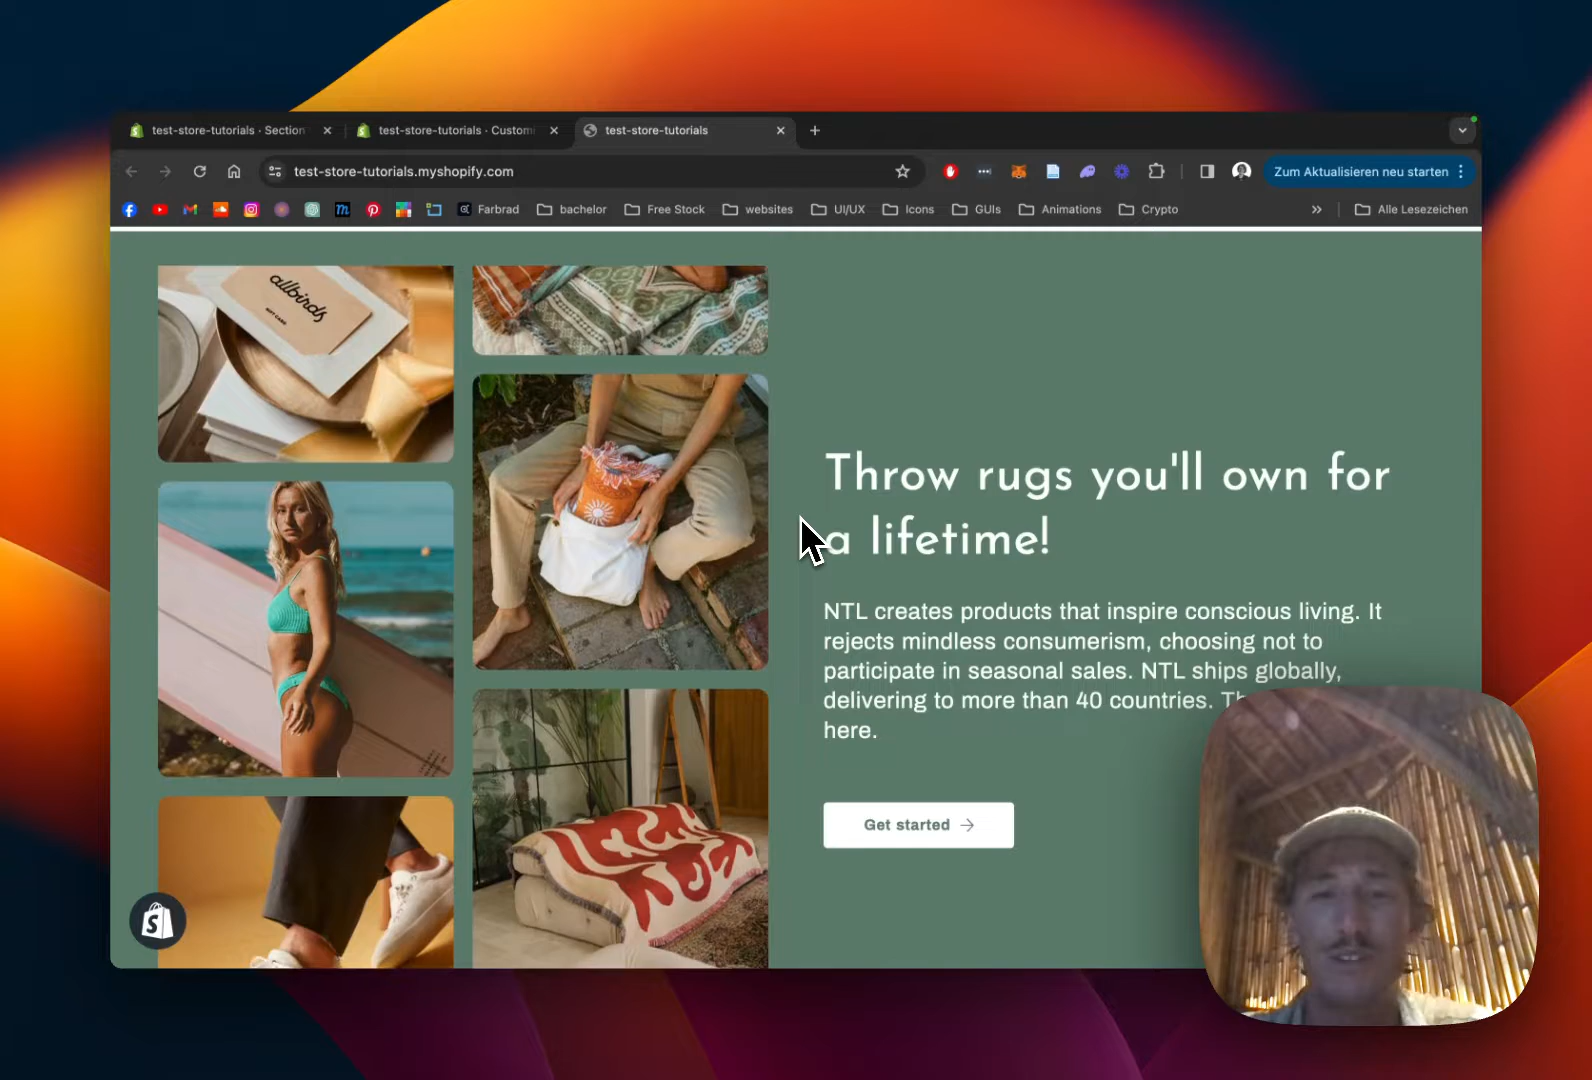 test-store-tutorials · Section
test-store-tutorials · Customi
test-store-tutorials
test-store-tutorials.myshopify.com
Zum Aktualisieren neu starten
Farbrad
bachelor
Free Stock
websites
UI/UX
Icons
GUIs
Animations
Crypto
Alle Lesezeichen
allbirds
GIFT CARD
Throw rugs you'll own for
a lifetime!
NTL creates products that inspire conscious living. It
rejects mindless consumerism, choosing not to
participate in seasonal sales. NTL ships globally,
delivering to more than 40 countries.
here.
Get started